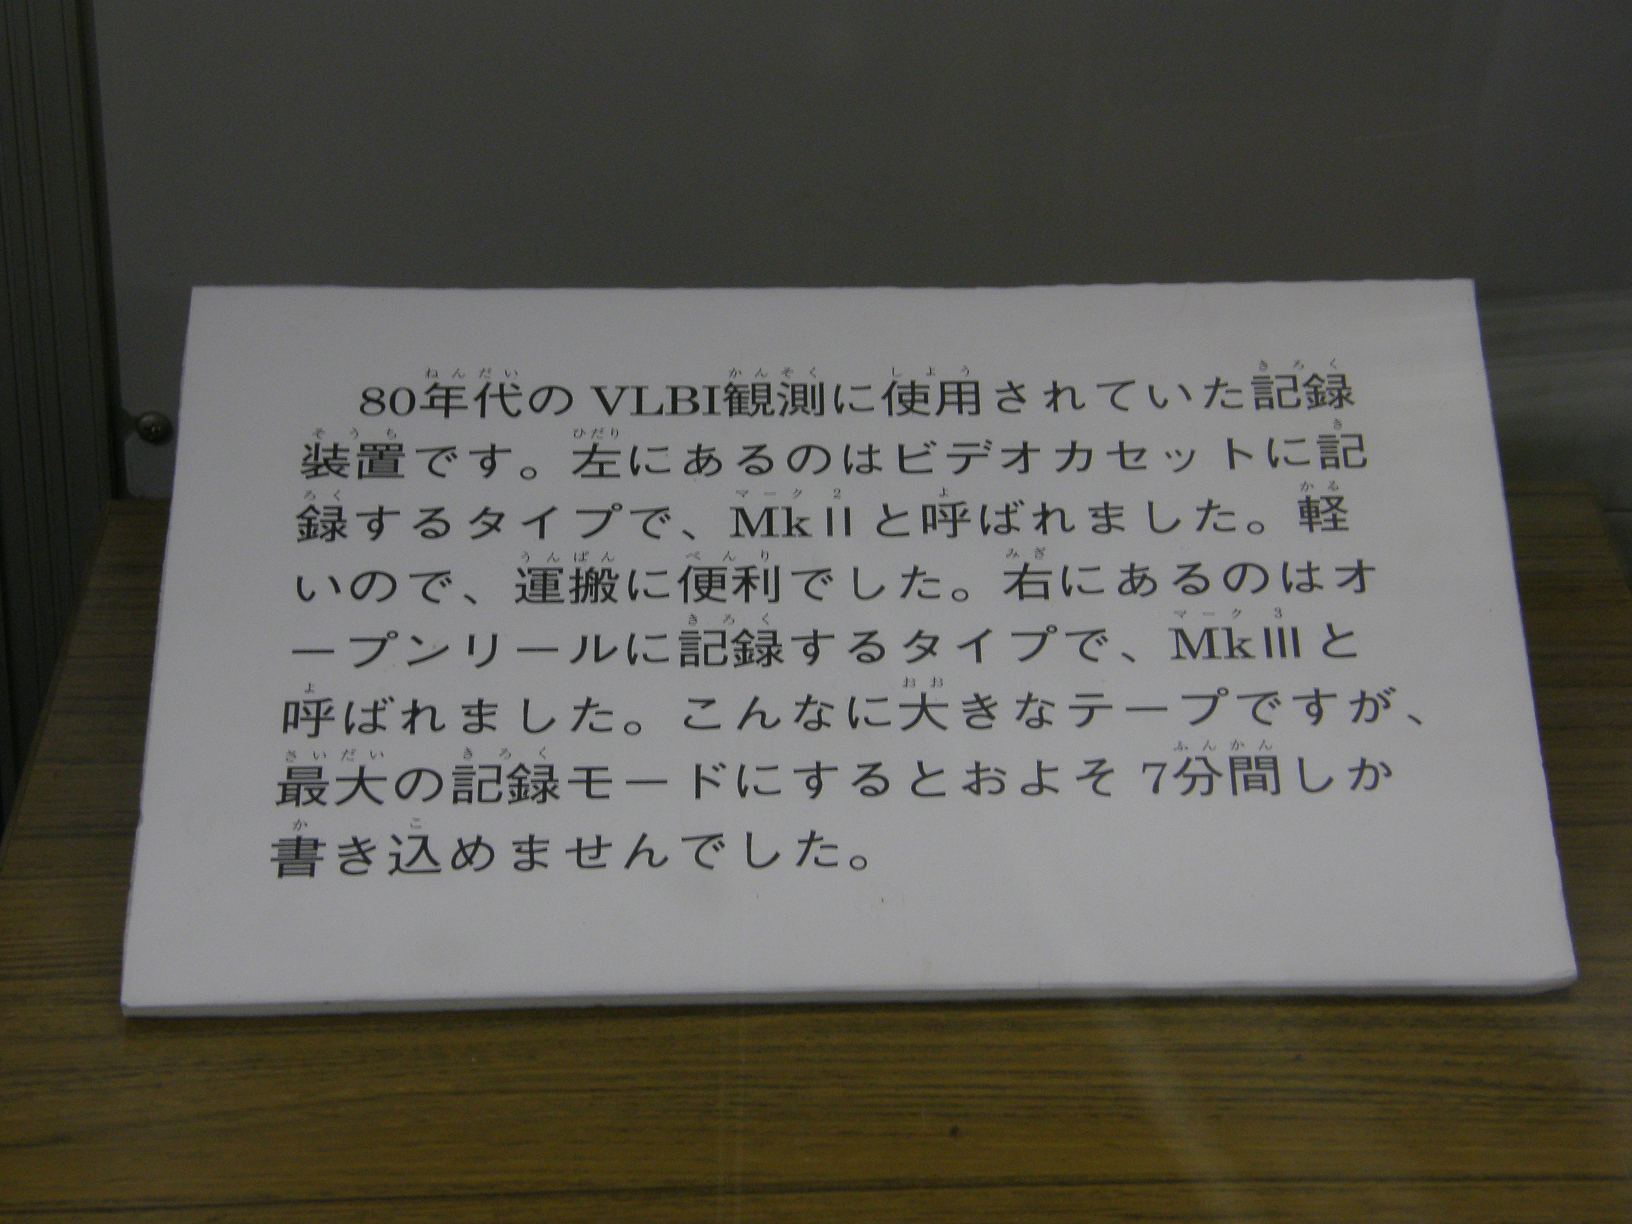 80年代の VLBI観測に使用されていた記録
装置です。左にあるのはビデオカセットに記
録するタイプで、MkⅡと呼ばれました。軽
いので、運搬に便利でした。右にあるのはオ
ープンリールに記録するタイプで、MkⅢと
呼ばれました。こんなに大きなテープですが、
最大の記録モードにするとおよそ 7分間しか
書き込めませんでした。